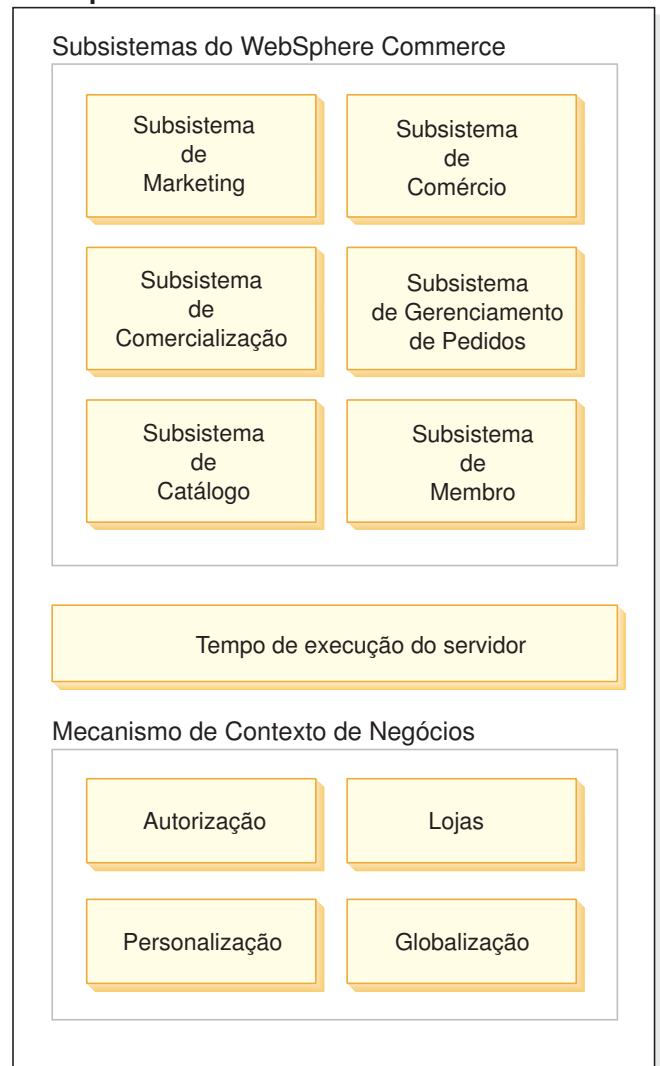 Subsistemas do WebSphere Commerce
Subsistema
de
Marketing
Subsistema
de
Comércio
Subsistema
de
Comercialização
Subsistema
de Gerenciamento
de Pedidos
Subsistema
de
Catálogo
Subsistema
de
Membro
Tempo de execução do servidor
Mecanismo de Contexto de Negócios
Autorização
Lojas
Personalização
Globalização